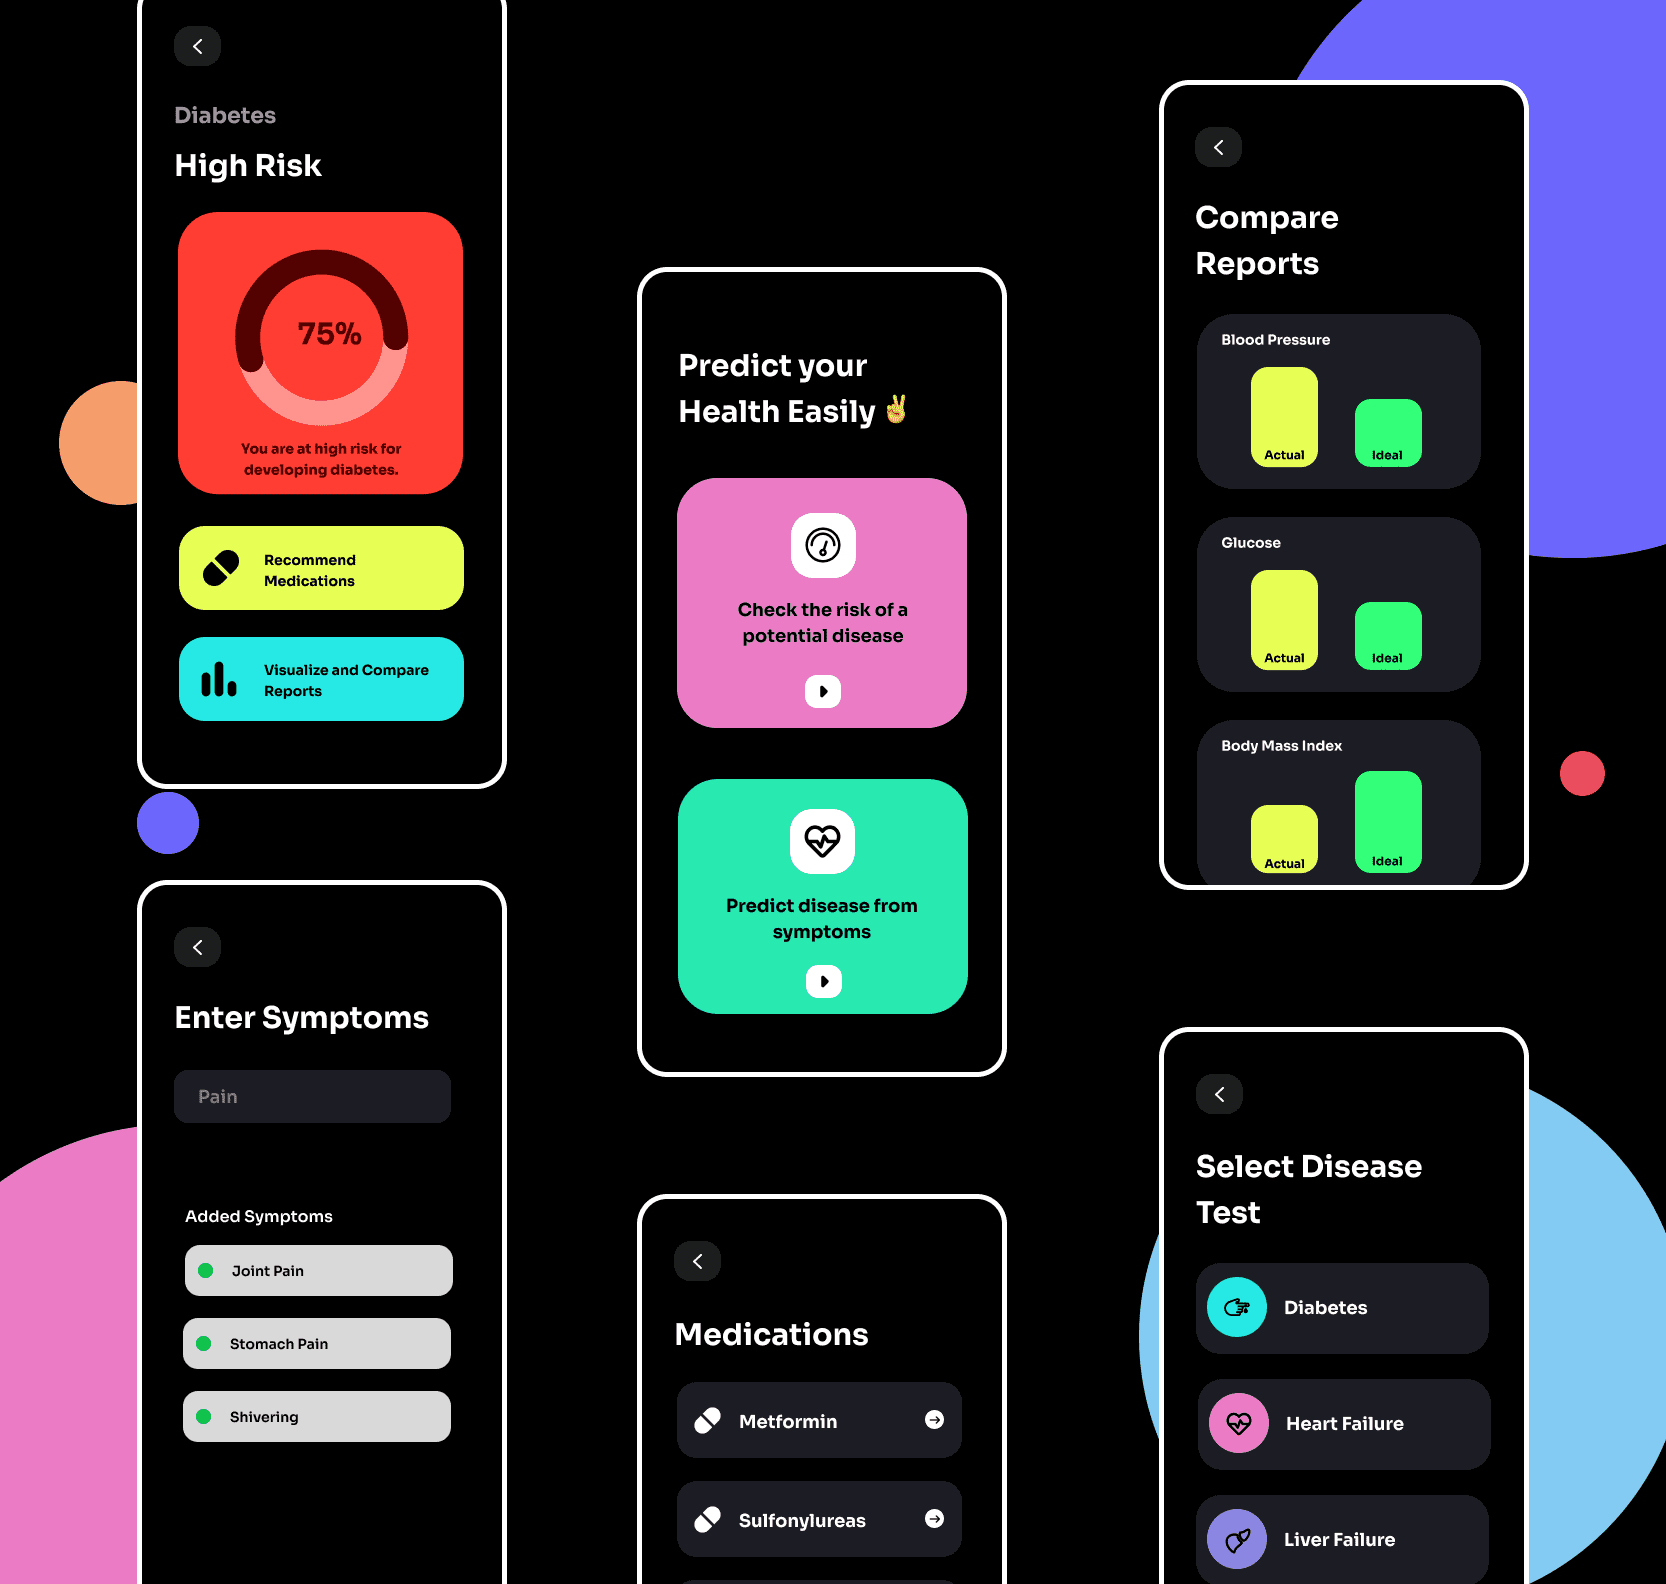 Diabetes
High Risk
75%
You are at high risk for
developing diabetes.
Recommend
Medications
Visualize and Compare
Reports
Enter Symptoms
Pain
Added Symptoms
Joint Pain
Stomach Pain
Shivering
Predict your
Health Easily ✌
Check the risk of a
potential disease
Predict disease from
symptoms
Medications
Metformin
Sulfonylureas
Compare
Reports
Blood Pressure
Actual
Ideal
Glucose
Actual
Ideal
Body Mass Index
Actual
Ideal
Select Disease
Test
Diabetes
Heart Failure
Liver Failure